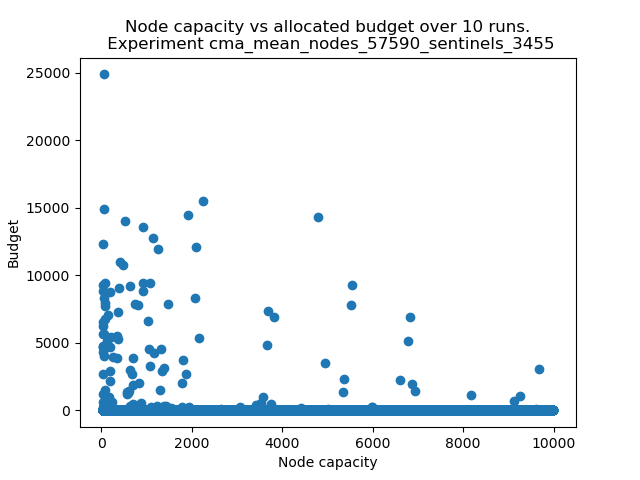 Node capacity vs allocated budget over 10 runs.
Experiment cma_mean_nodes_57590_sentinels_3455
25000
20000
15000
10000
5000
0
Budget
0 2000 4000 6000 8000 10000
Node capacity